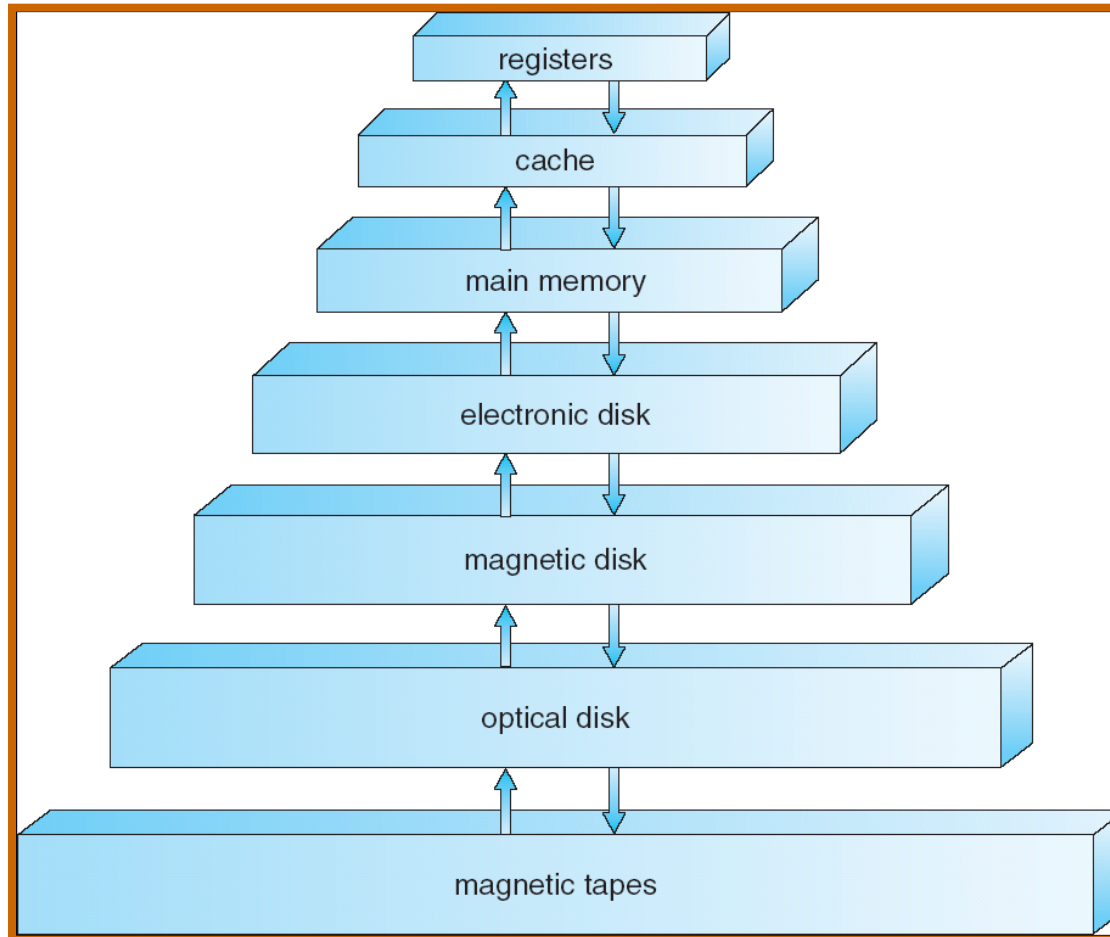 registers
cache
main memory
electronic disk
magnetic disk
optical disk
magnetic tapes